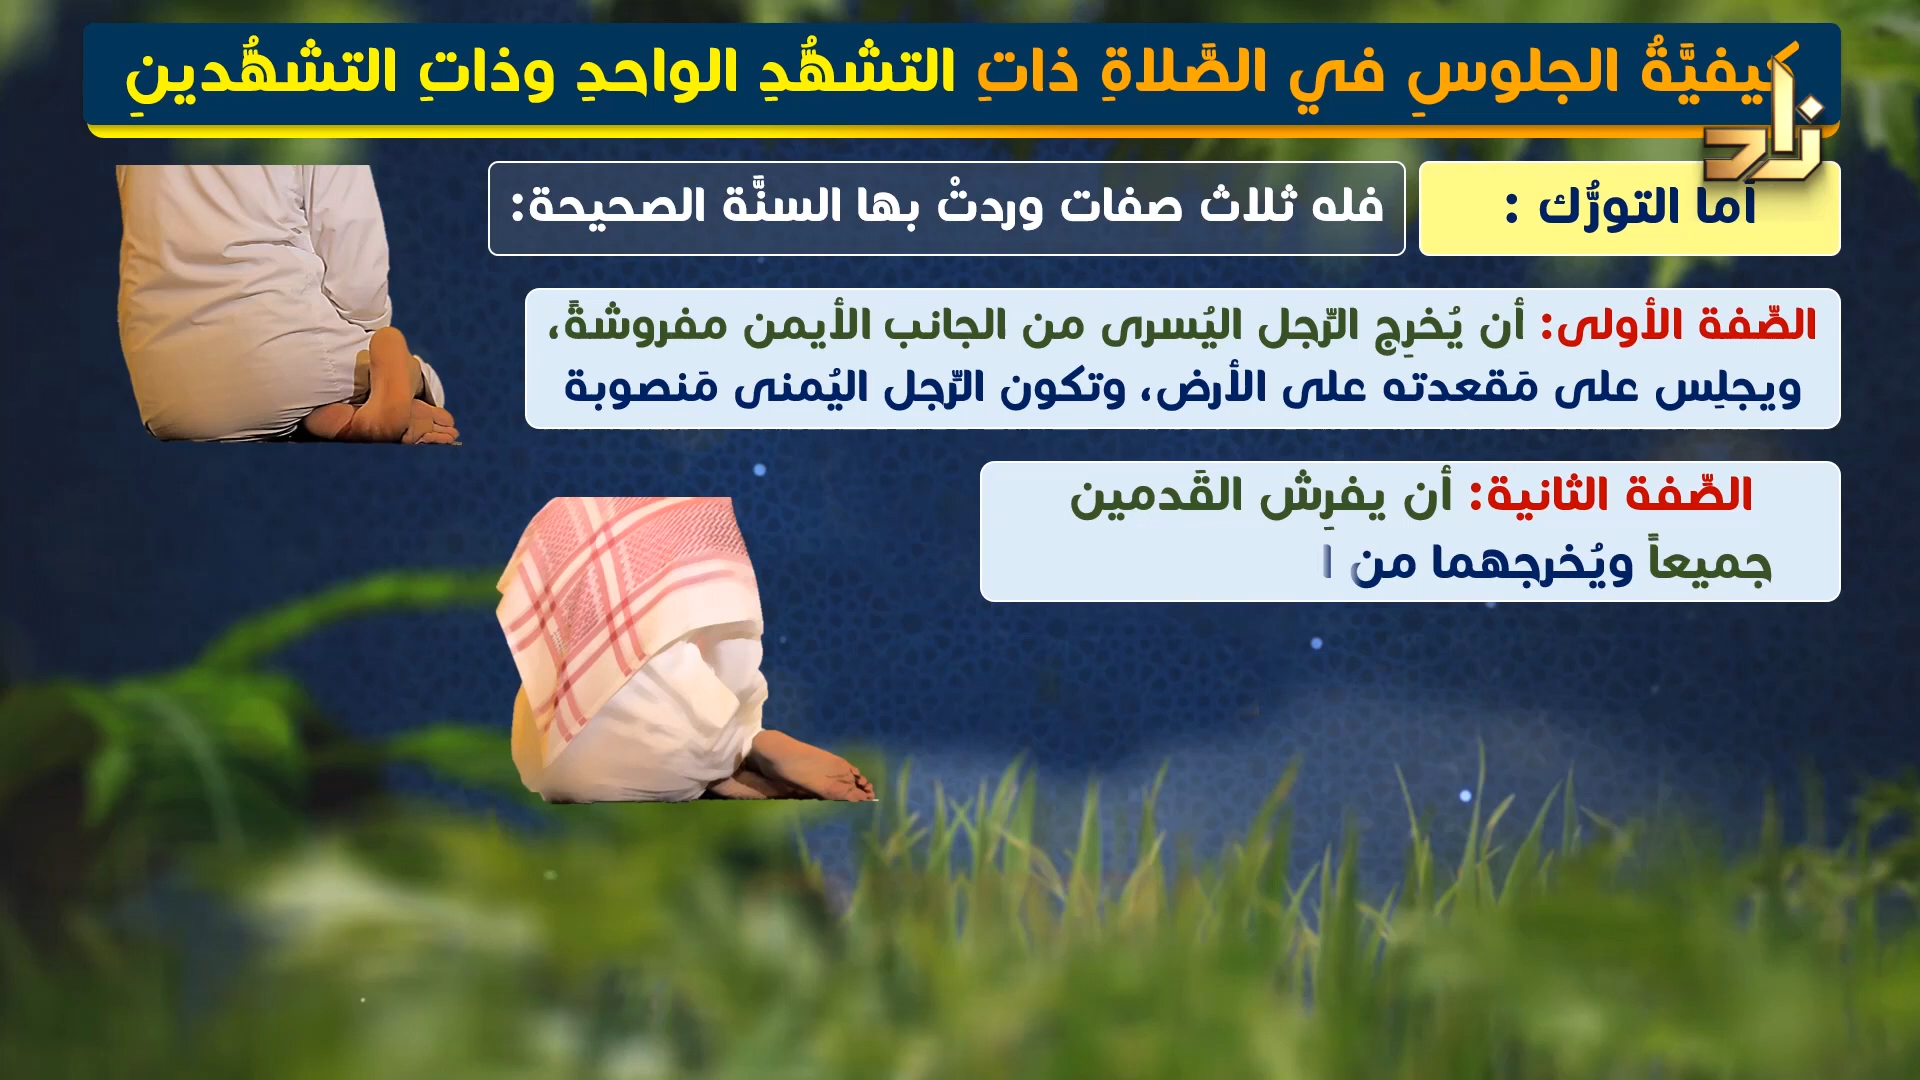 كيفيَّةُ الجلوسِ في الصَّلاةِ ذاتِ التشهُّدِ الواحدِ وذاتِ التشهُّدينِ
زاد
أما التورُّك :
فله ثلاث صفات وردتْ بها السنَّة الصحيحة:
الصِّفة الأولى: أن يُخرِج الرِّجل اليُسرى من الجانب الأيمن مفروشةً،
ويجلِس على مَقعدته على الأرض، وتكون الرِّجل اليُمنى مَنصوبة
الصِّفة الثانية: أن يفرِش القَدمين
جميعاً ويُخرجهما من